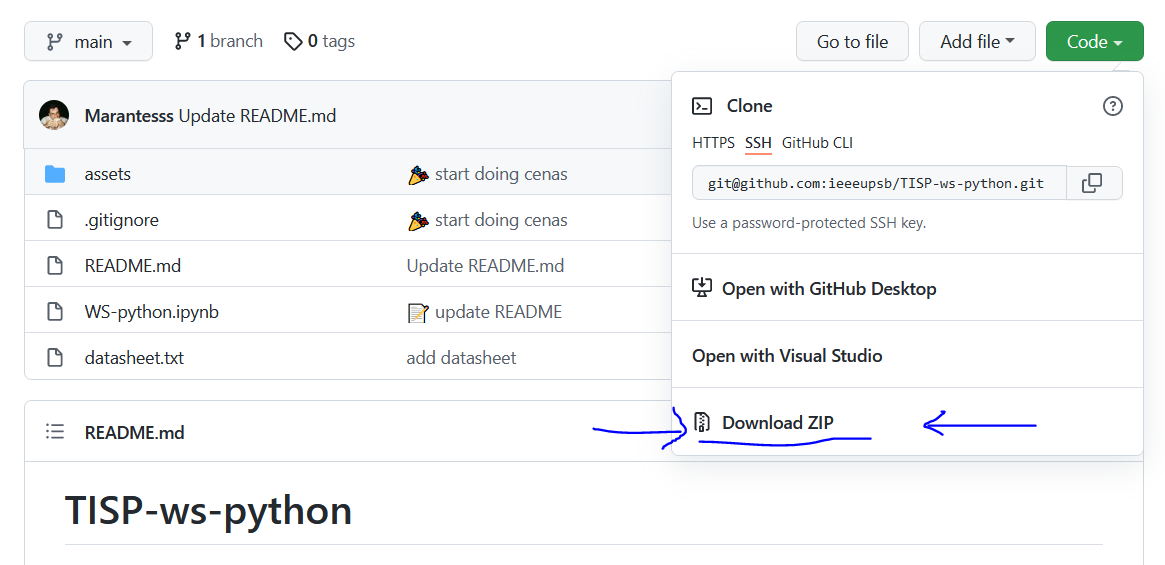 main 1 branch 0 tags Go to file Add file Code
Marantesss Update README.md
assets start doing cenas
.gitignore start doing cenas
README.md Update README.md
WS-python.ipynb update README
datasheet.txt add datasheet
Clone
HTTPS SSH GitHub CLI
git@github.com:ieeeupsb/TISP-ws-python.git
Use a password-protected SSH key.
Open with GitHub Desktop
Open with Visual Studio
Download ZIP
README.md
TISP-ws-python